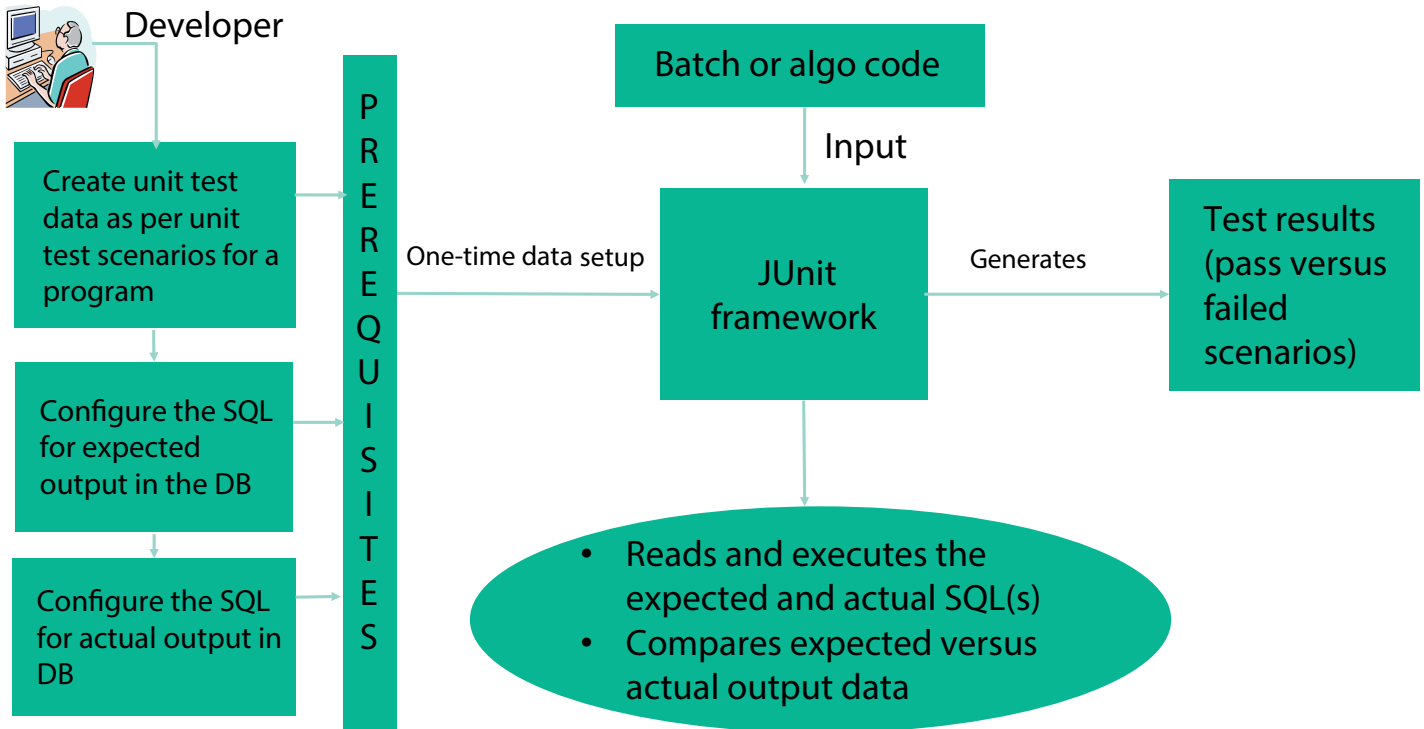 Developer
Create unit test
data as per unit
test scenarios for a
program
Configure the SQL
for expected
output in the DB
Configure the SQL
for actual output in
DB
P
R
E
R
E
Q
U
I
S
I
T
E
S
One-time data setup
Batch or algo code
Input
JUnit
framework
Generates
Test results
(pass versus
failed
scenarios)
• Reads and executes the
expected and actual SQL(s)
• Compares expected versus
actual output data